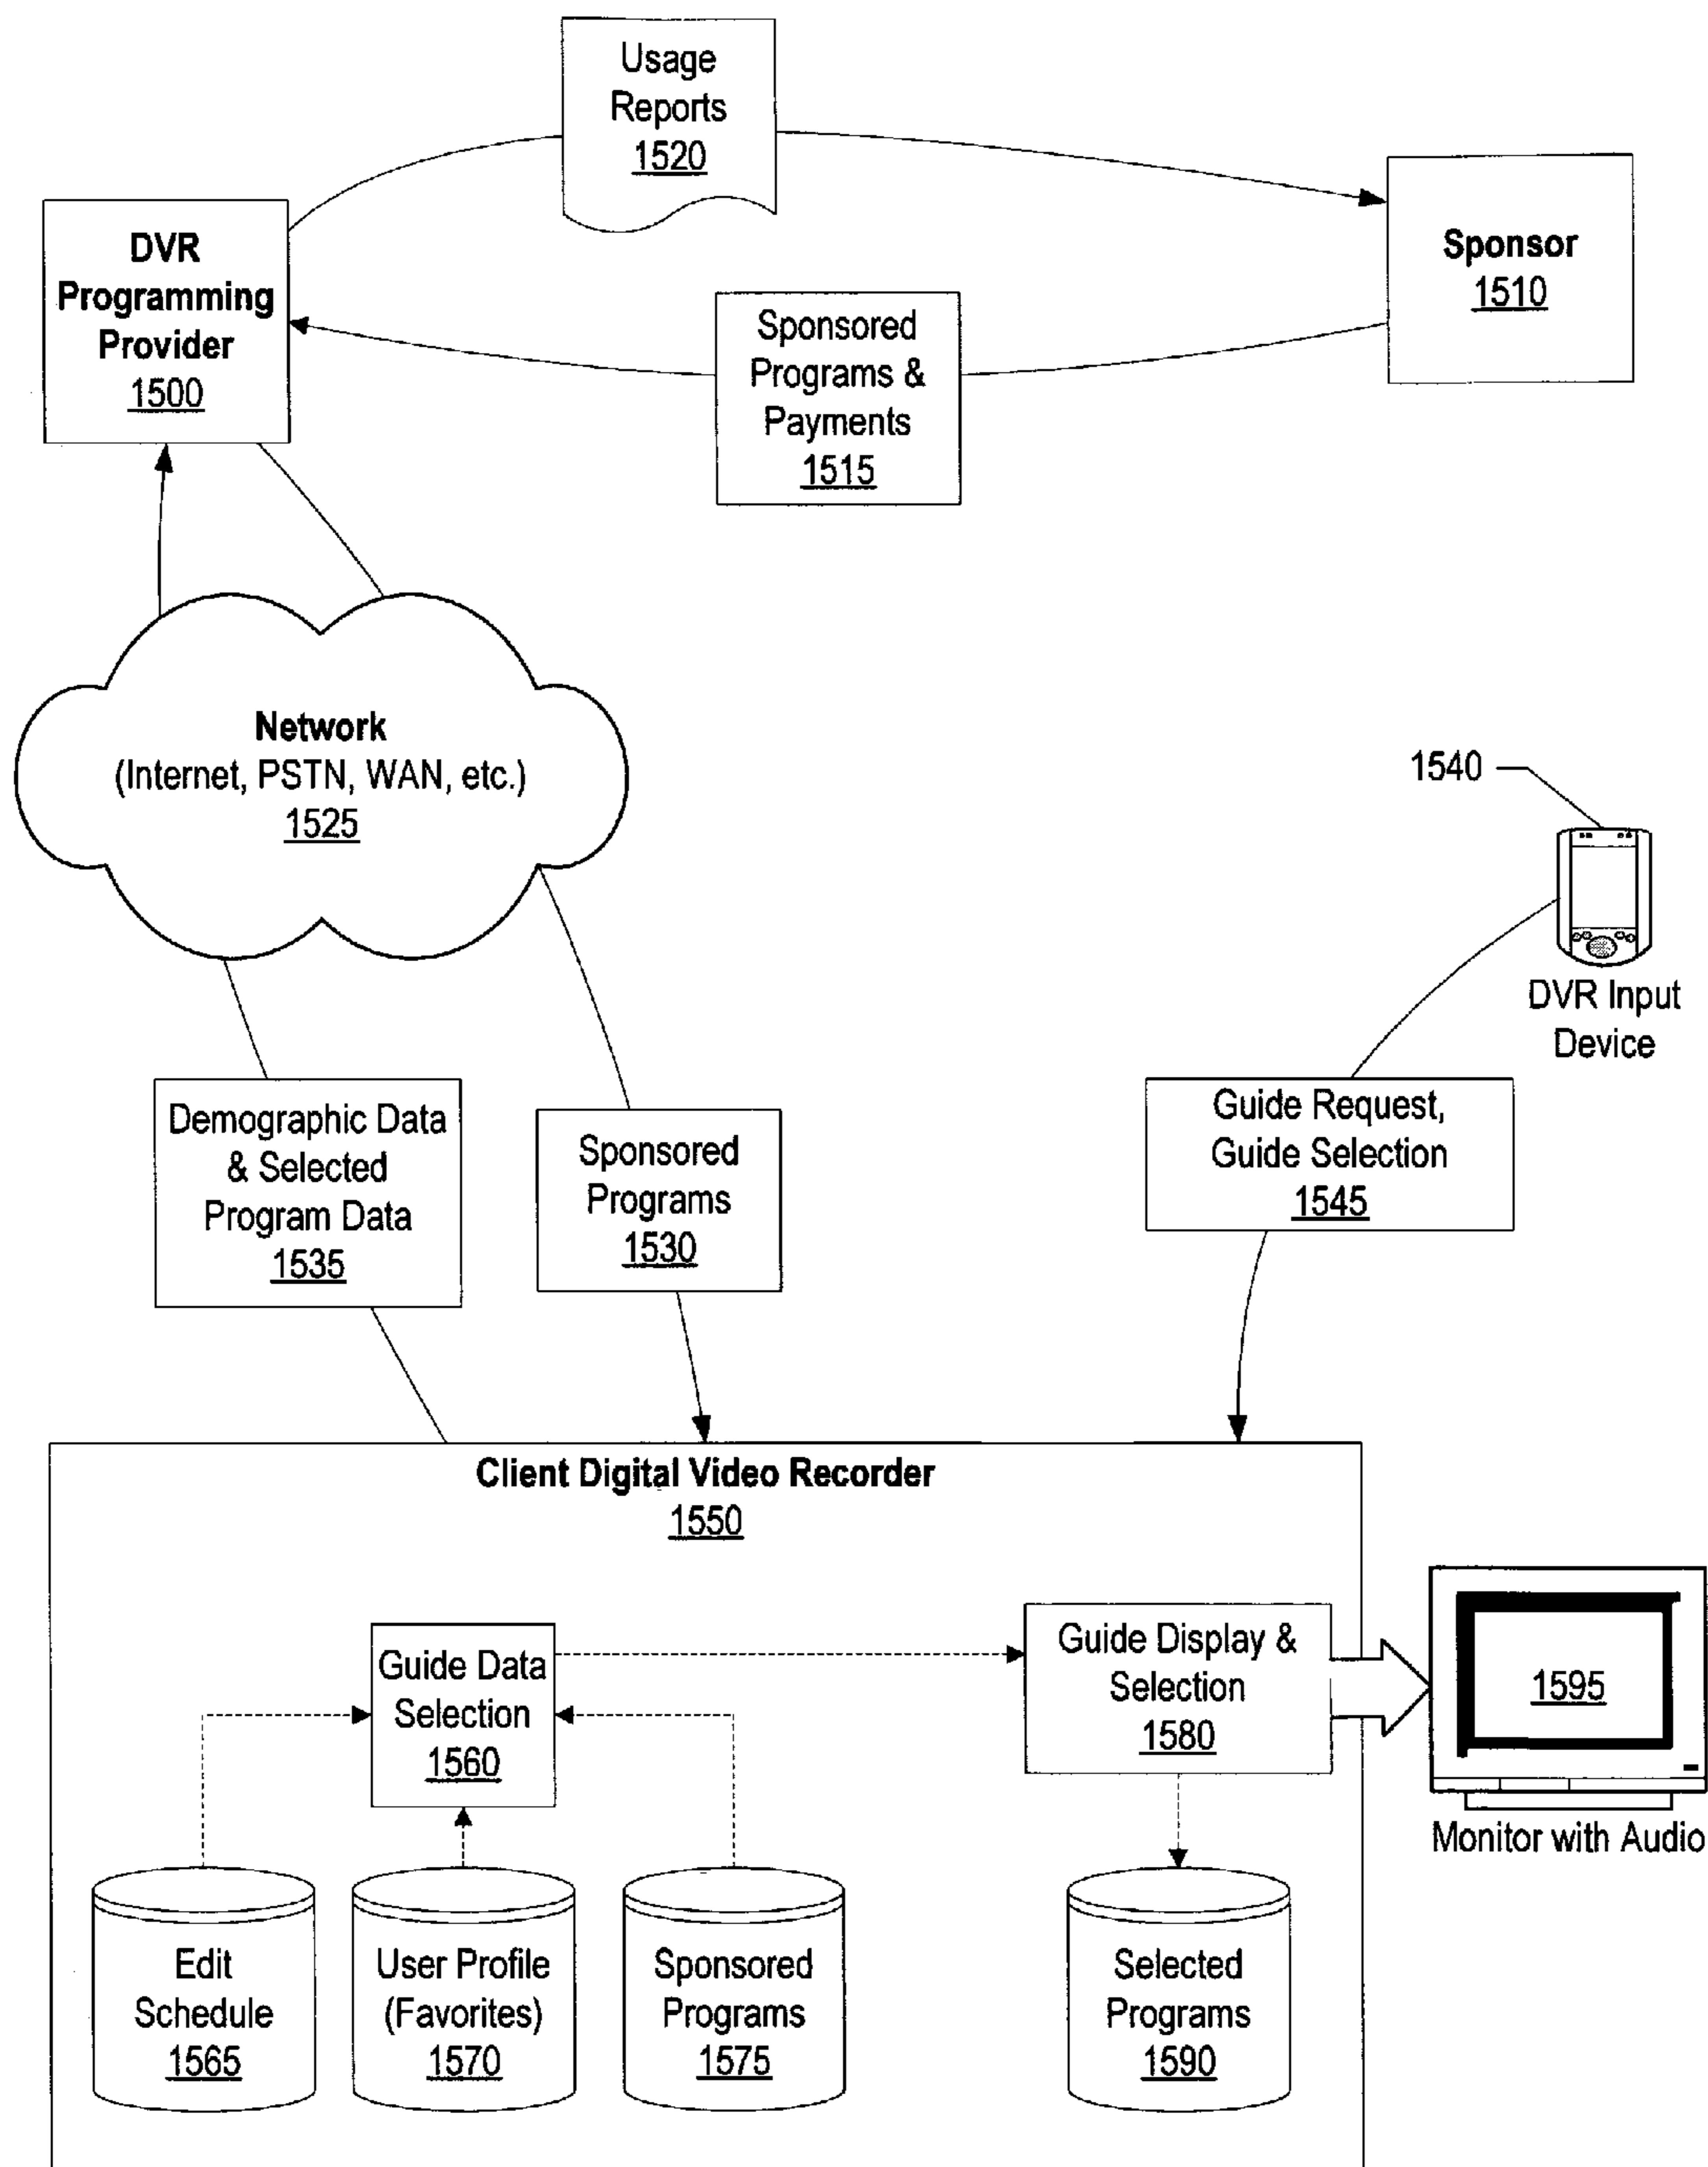 Usage
Reports
1520
DVR
Programming
Provider
1500
Sponsor
1510
Sponsored
Programs &
Payments
1515
Network
(Internet, PSTN, WAN, etc.)
1525
1540
DVR Input
Device
Demographic Data
& Selected
Program Data
1535
Sponsored
Programs
1530
Guide Request,
Guide Selection
1545
Client Digital Video Recorder
1550
Guide Data
Selection
1560
Guide Display &
Selection
1580
1595
Monitor with Audio
Edit
Schedule
1565
User Profile
(Favorites)
1570
Sponsored
Programs
1575
Selected
Programs
1590